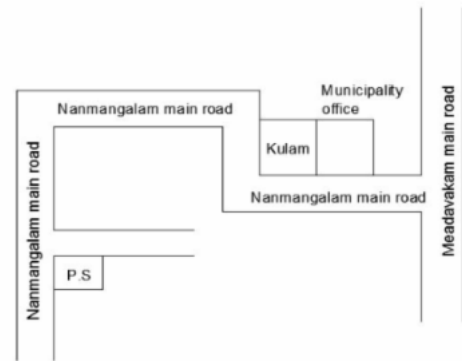 Municipality
office
Nanmangalam main road
Kulam
Nanmangalam main road
P.S
Nanmangalam main road
Meadavakam main road